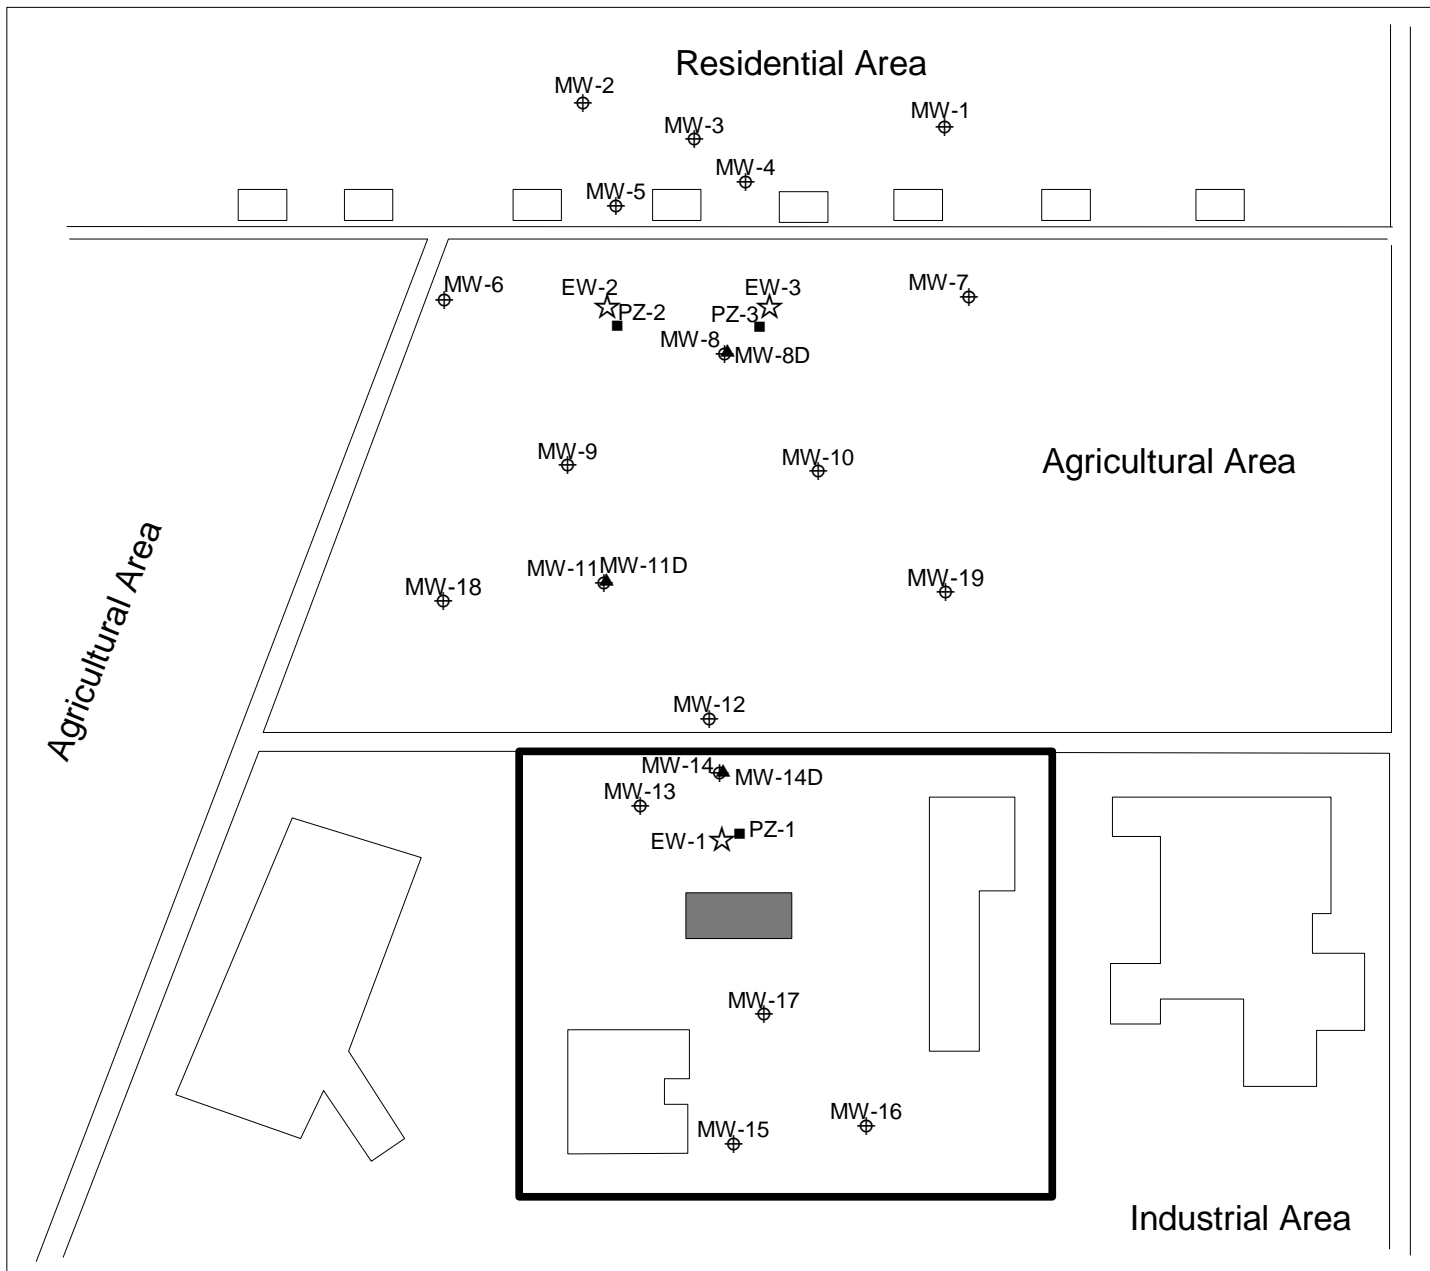 Residential Area
MW-2
MW-1
MW-3
MW-4
MW-5
MW-6
EW-2
EW-3
MW-7
PZ-2
PZ-3
MW-8
MW-8D
MW-9
MW-10
Agricultural Area
Agricultural Area
MW-11
MW-11D
MW-18
MW-19
MW-12
MW-14
MW-14D
MW-13
EW-1
PZ-1
MW-17
MW-16
MW-15
Industrial Area